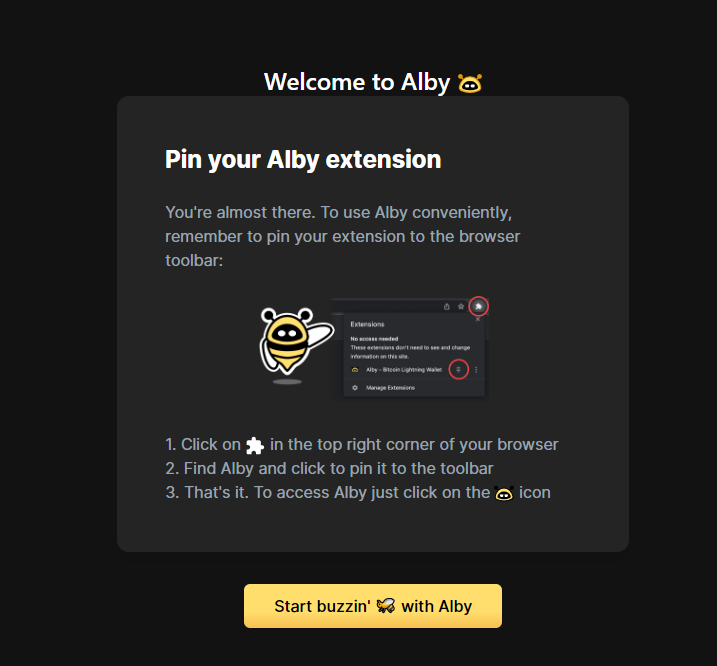 Welcome to Alby
Pin your Alby extension
You're almost there. To use Alby conveniently,
remember to pin your extension to the browser
toolbar:
Extensions
No access needed
These extensions don't need to see and change
information on this site.
Alby - Bitcoin Lightning Wallet
Manage Extensions
1. Click on in the top right corner of your browser
2. Find Alby and click to pin it to the toolbar
3. That's it. To access Alby just click on the icon
Start buzzin' with Alby